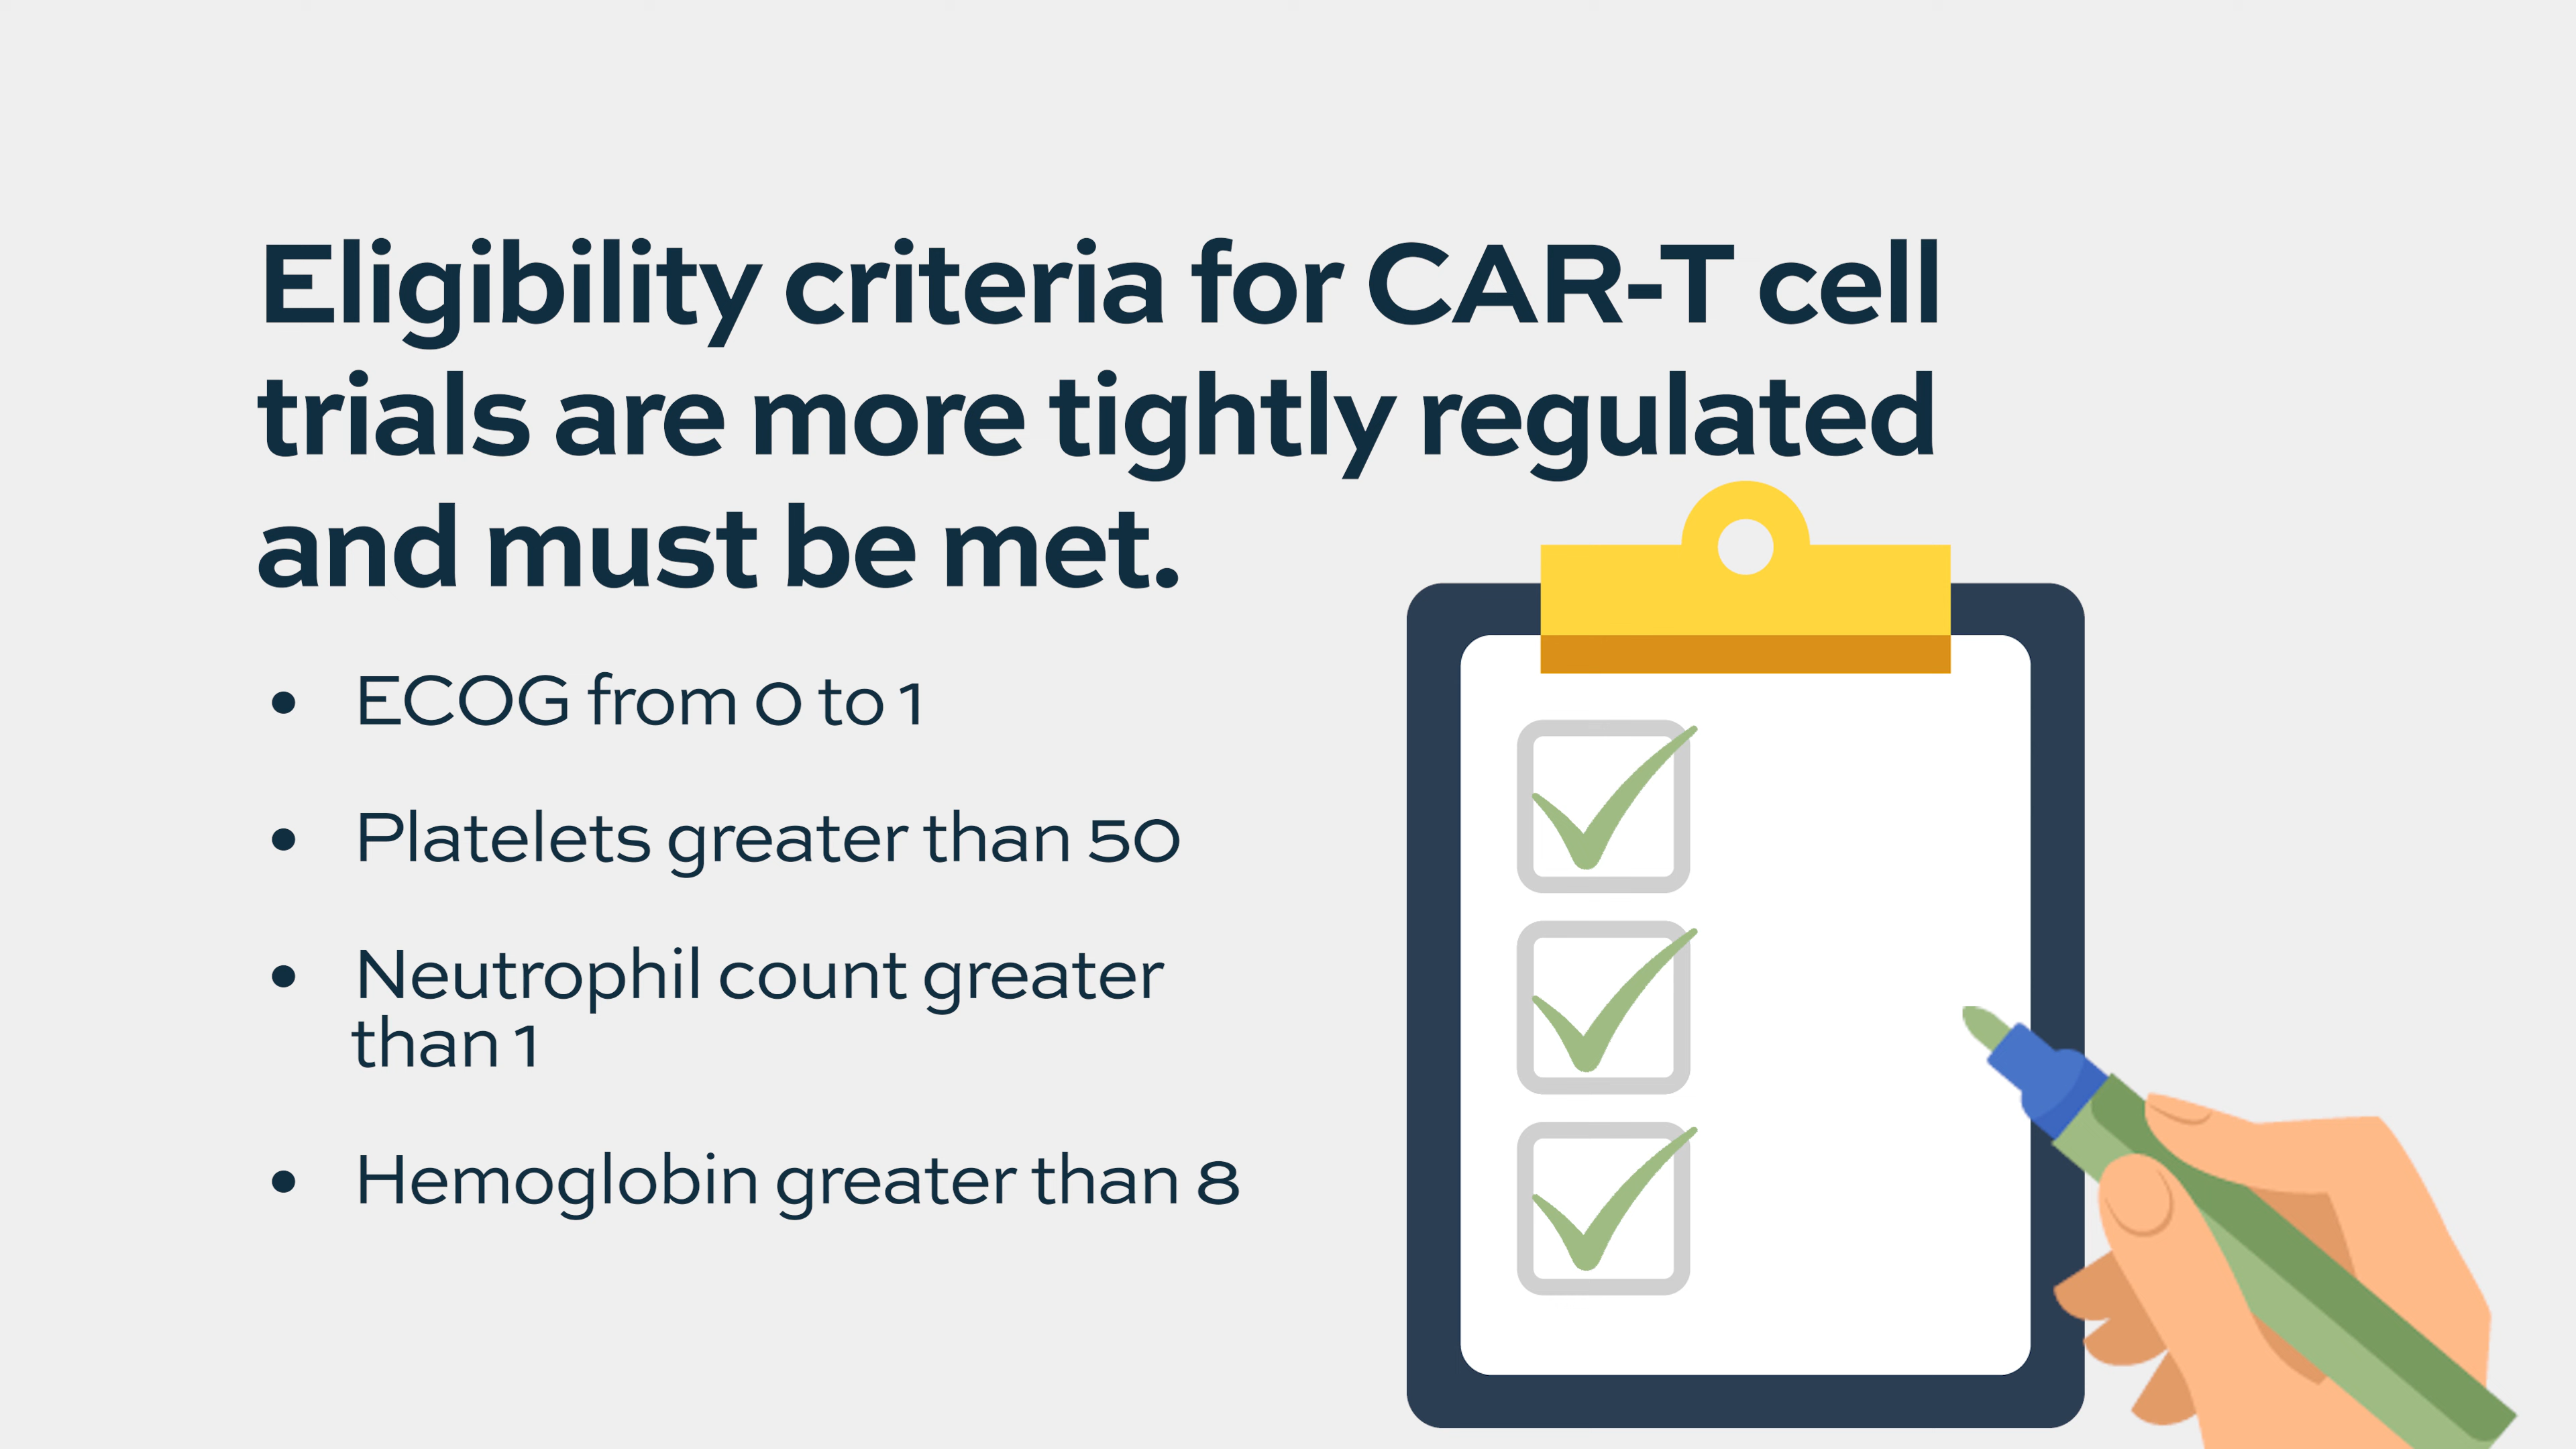 Eligibility criteria for CAR-T cell
trials are more tightly regulated
and must be met.
• ECOG from 0 to 1
• Platelets greater than 50
• Neutrophil count greater
than 1
• Hemoglobin greater than 8